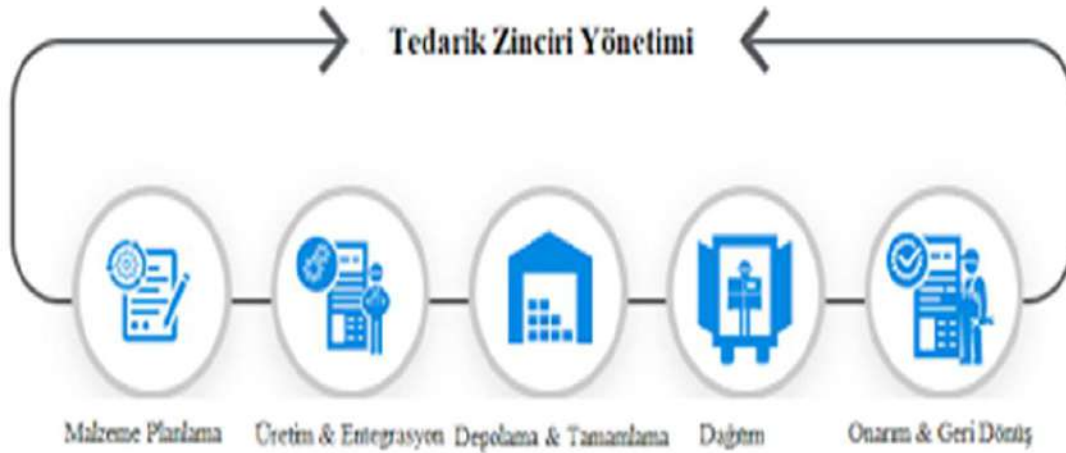 Tedarik Zinciri Yönetimi
Malzeme Planlama
Üretim & Entegrasyon
Depolama & Tamamlama
Dağıtım
Onarım & Geri Dönüş